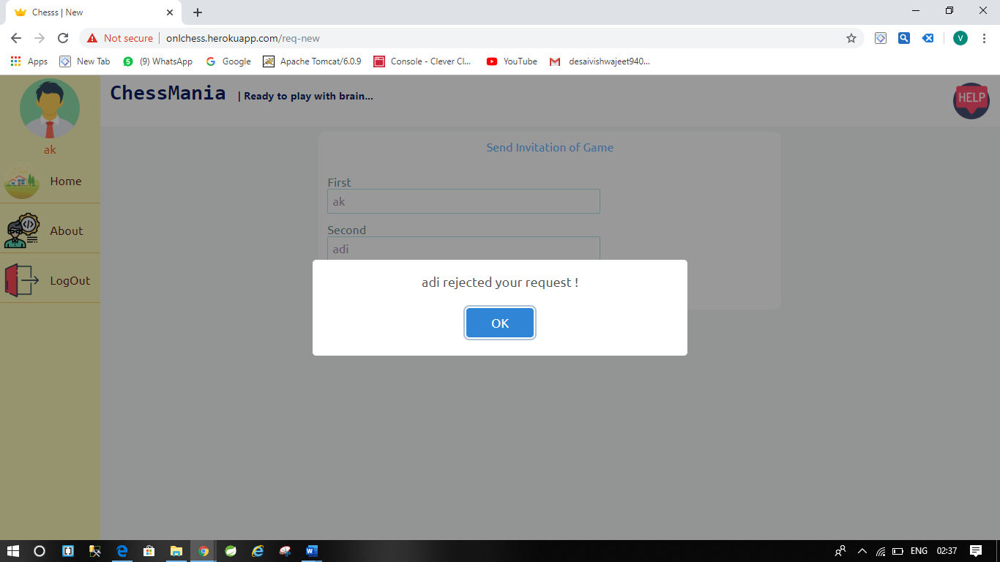 Chesss | New
Not secure | onlchess.herokuapp.com/req-new
V
Apps New Tab (9) WhatsApp Google Apache Tomcat/6.0.9 Console - Clever Cl... YouTube desaivishwajeet940...
ChessMania | Ready to play with brain...
HELP
ak
Home
About
LogOut
Send Invitation of Game
First
ak
Second
adi
adi rejected your request !
OK
ENG 02:37